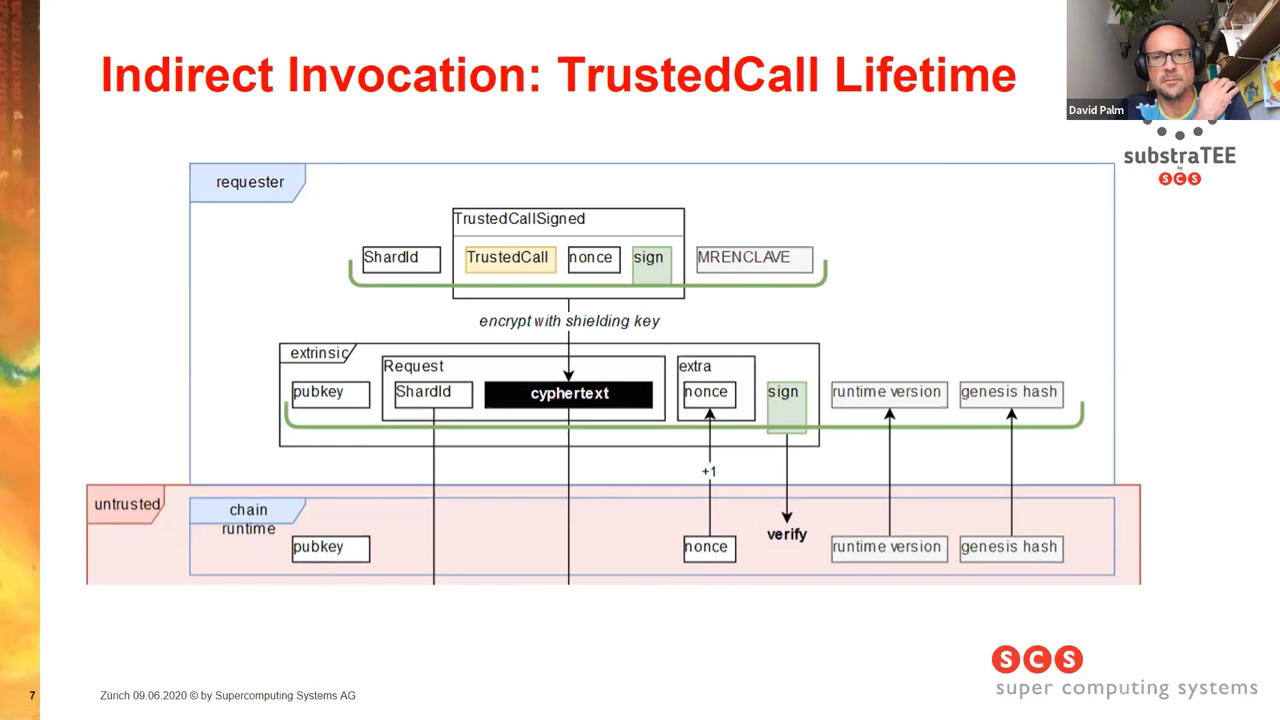 Indirect Invocation: TrustedCall Lifetime
David Palm
substraTEE
by
SCS
requester
TrustedCallSigned
ShardId
TrustedCall
nonce
sign
MRENCLAVE
encrypt with shielding key
extrinsic
Request
extra
pubkey
ShardId
cyphertext
nonce
sign
runtime version
genesis hash
+1
untrusted
chain
runtime
verify
pubkey
nonce
runtime version
genesis hash
SCS
super computing systems
7
Zürich 09.06.2020 © by Supercomputing Systems AG